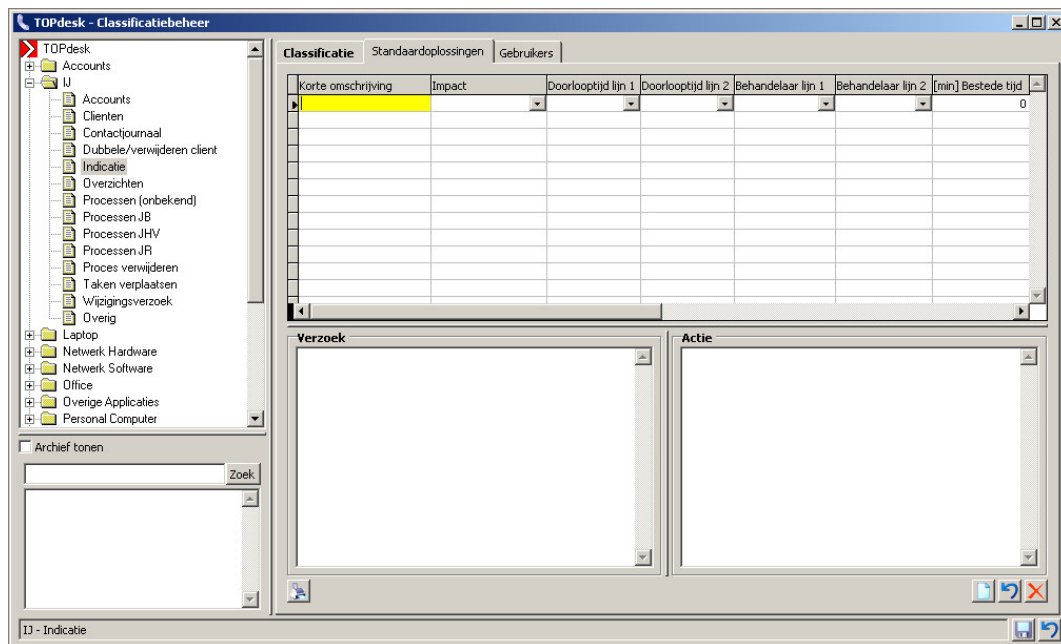 TOPdesk - Classificatiebeheer
TOPdesk
Accounts
IJ
Accounts
Clienten
Contactjournaal
Dubbele/verwijderen client
Indicatie
Overzichten
Processen (onbekend)
Processen JB
Processen JHV
Processen JR
Proces verwijderen
Taken verplaatsen
Wijzigingsverzoek
Overig
Laptop
Netwerk Hardware
Netwerk Software
Office
Overige Applicaties
Personal Computer
Archief tonen
Zoek
Classificatie Standaardoplossingen Gebruikers
Korte omschrijving Impact Doorlooptijd lijn 1 Doorlooptijd lijn 2 Behandelaar lijn 1 Behandelaar lijn 2 [min] Bestede tijd
0
Verzoek Actie
IJ - Indicatie